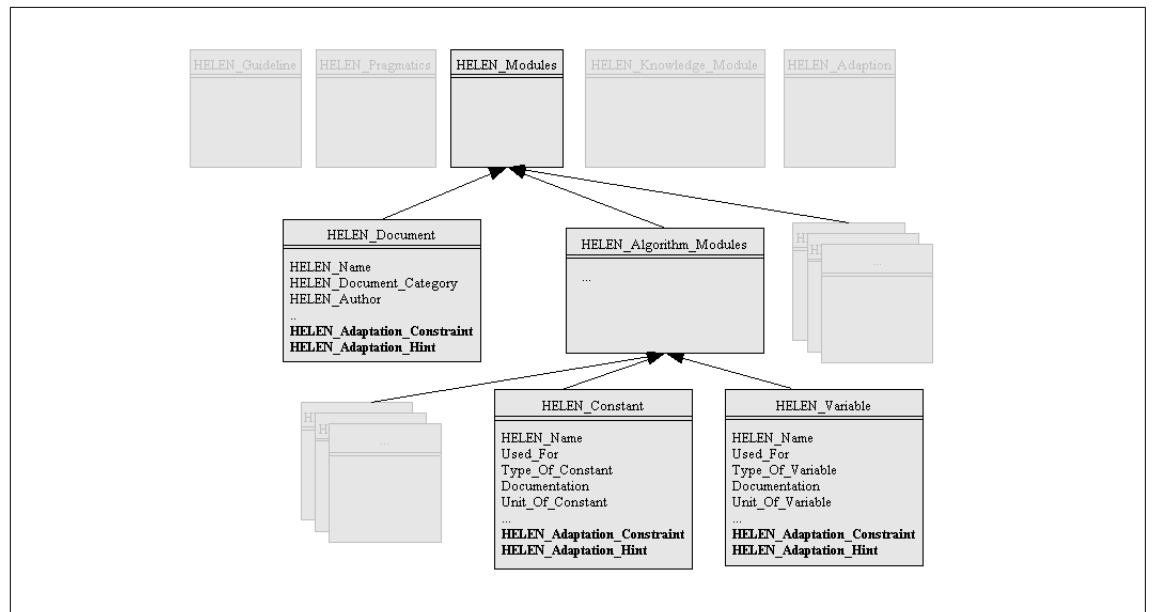 HELEN_Guideline
HELEN_Pragmatics
HELEN_Modules
HELEN_Knowledge_Module
HELEN_Adaption
HELEN_Document
HELEN_Name
HELEN_Document_Category
HELEN_Author
..
HELEN_Adaptation_Constraint
HELEN_Adaptation_Hint
HELEN_Algorithm_Modules
...
...
...
HELEN_Constant
HELEN_Name
Used_For
Type_Of_Constant
Documentation
Unit_Of_Constant
...
HELEN_Adaptation_Constraint
HELEN_Adaptation_Hint
HELEN_Variable
HELEN_Name
Used_For
Type_Of_Variable
Documentation
Unit_Of_Variable
...
HELEN_Adaptation_Constraint
HELEN_Adaptation_Hint